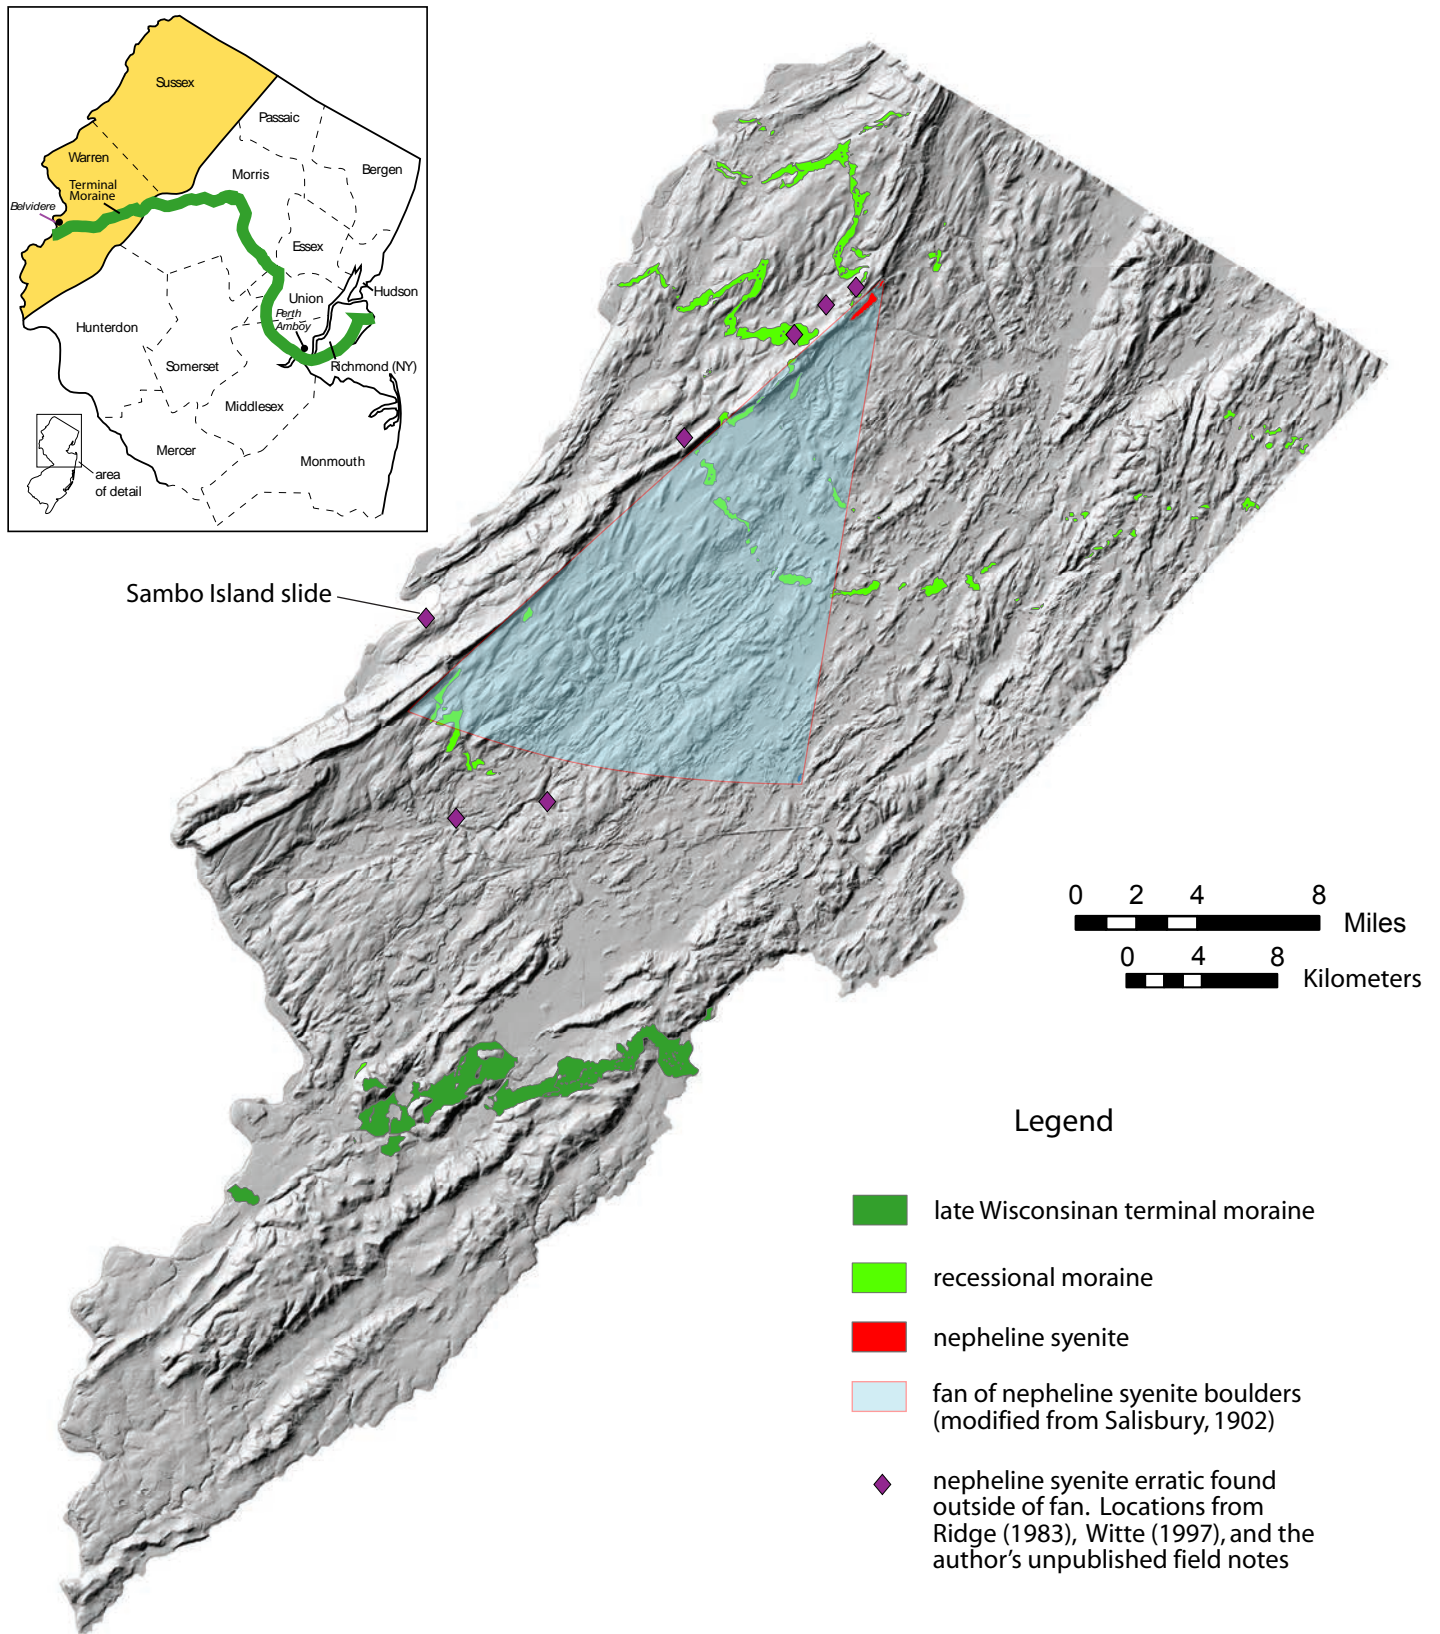 Sussex
Passaic
Warren
Bergen
Morris
Terminal
Moraine
Belvidere
Essex
Union
Hudson
Perth
Amboy
Hunterdon
Somerset
Richmond (NY)
Middlesex
Mercer
Monmouth
area
of detail
Sambo Island slide
0 2 4 8
Miles
0 4 8
Kilometers
Legend
late Wisconsinan terminal moraine
recessional moraine
nepheline syenite
fan of nepheline syenite boulders
(modified from Salisbury, 1902)
nepheline syenite erratic found
outside of fan. Locations from
Ridge (1983), Witte (1997), and the
author's unpublished field notes